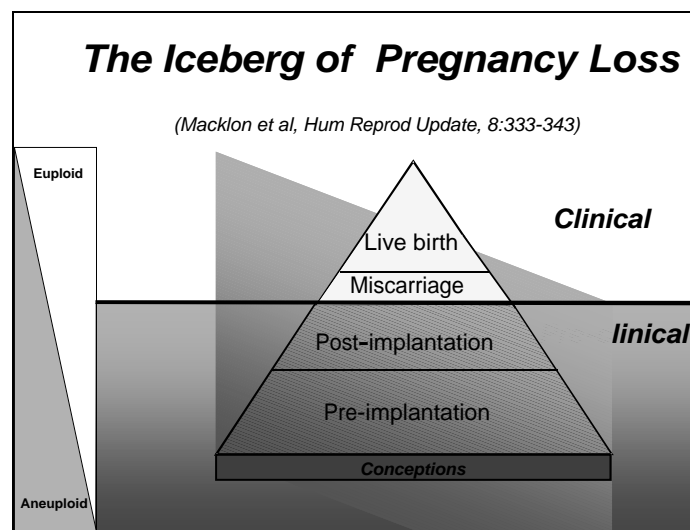 The Iceberg of Pregnancy Loss
(Macklon et al, Hum Reprod Update, 8:333-343)
Euploid
Clinical
Live birth
Miscarriage
Post-implantation
Pre-implantation
Conceptions
Aneuploid